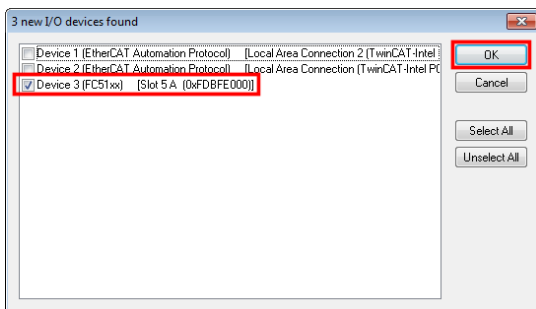 3 new I/O devices found
Device 1 (EtherCAT Automation Protocol) [Local Area Connection 2 (TwinCAT-Intel
Device 2 (EtherCAT Automation Protocol) [Local Area Connection (TwinCAT-Intel PC
Device 3 (FC51xx) [Slot 5 A (0xFDBFE000)]
OK
Cancel
Select All
Unselect All